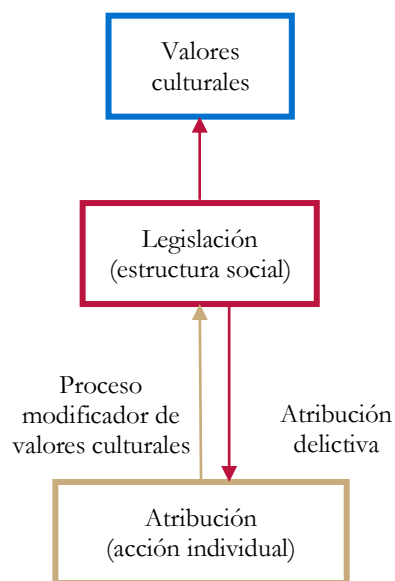 Valores
culturales
Legislación
(estructura social)
Proceso
modificador de
valores culturales
Atribución
delictiva
Atribución
(acción individual)